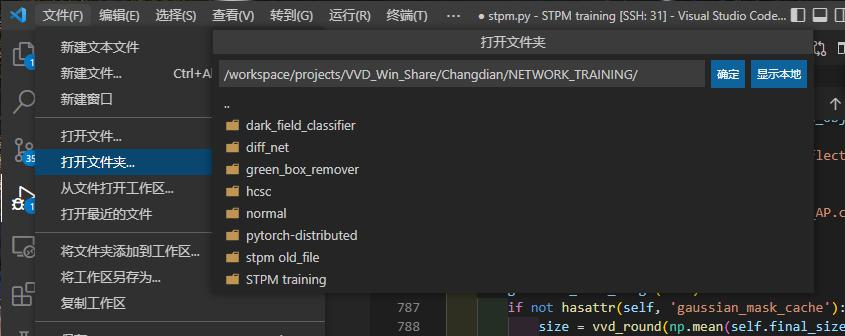 文件(F) 编辑(E) 选择(S) 查看(V) 转到(G) 运行(R) 终端(T) ··· ● stpm.py - STPM training [SSH: 31] - Visual Studio Code...
新建文本文件
新建文件... Ctrl+Al
新建窗口
打开文件...
打开文件夹...
从文件打开工作区...
打开最近的文件
将文件夹添加到工作区...
将工作区另存为...
复制工作区
1
35
1
打开文件夹
/workspace/projects/VVD_Win_Share/Changdian/NETWORK_TRAINING/ 确定 显示本地
..
dark_field_classifier
diff_net
green_box_remover
hcsc
normal
pytorch-distributed
stpm old_file
STPM training
flect
_AP.c
787 if not hasattr(self, 'gaussian_mask_cache'):
788 size = vvd_round(np.mean(self.final_size